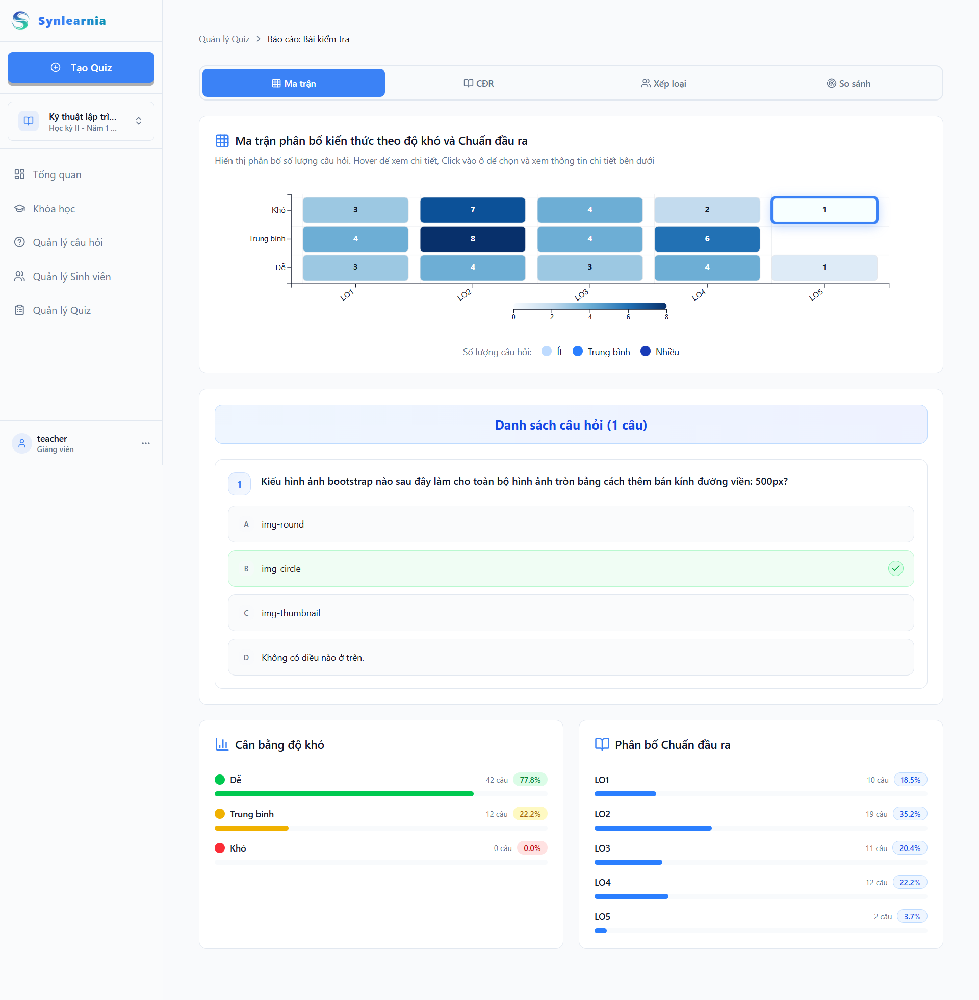 Synlearnia
Tạo Quiz
Kỹ thuật lập trì...
Học kỳ II - Năm 1 ...
Tổng quan
Khóa học
Quản lý câu hỏi
Quản lý Sinh viên
Quản lý Quiz
teacher
Giảng viên
Quản lý Quiz > Báo cáo: Bài kiểm tra
Ma trận CĐR Xếp loại So sánh
Ma trận phân bổ kiến thức theo độ khó và Chuẩn đầu ra
Hiển thị phân bổ số lượng câu hỏi. Hover để xem chi tiết, Click vào ô để chọn và xem thông tin chi tiết bên dưới
Khó 3 7 4 2 1
Trung bình 4 8 4 6
Dễ 3 4 3 4 1
LO1 LO2 LO3 LO4 LO5
0 2 4 6 8
Số lượng câu hỏi: Ít Trung bình Nhiều
Danh sách câu hỏi (1 câu)
1 Kiểu hình ảnh bootstrap nào sau đây làm cho toàn bộ hình ảnh tròn bằng cách thêm bán kính đường viền: 500px?
A img-round
B img-circle
C img-thumbnail
D Không có điều nào ở trên.
Cân bằng độ khó
Dễ 42 câu 77.8%
Trung bình 12 câu 22.2%
Khó 0 câu 0.0%
Phân bố Chuẩn đầu ra
LO1 10 câu 18.5%
LO2 19 câu 35.2%
LO3 11 câu 20.4%
LO4 12 câu 22.2%
LO5 2 câu 3.7%